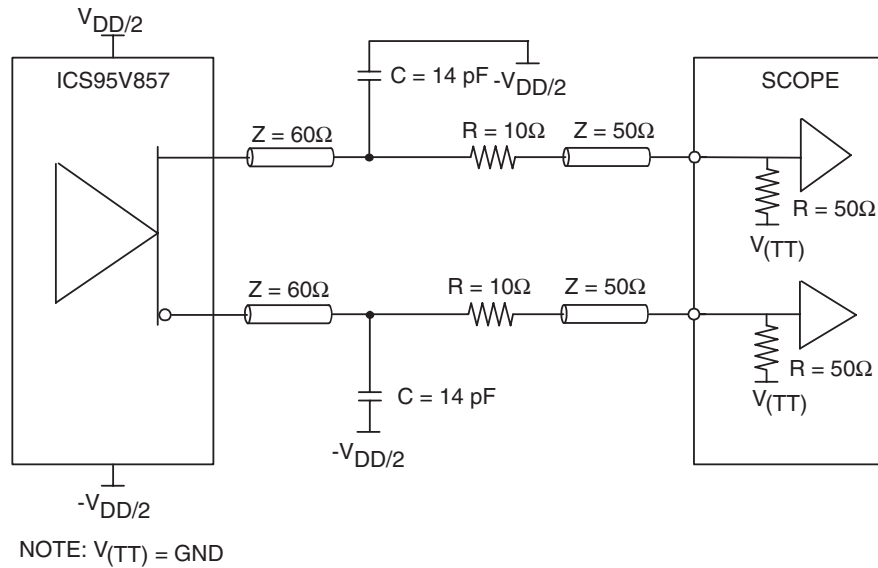 VDD/2
ICS95V857
C = 14 pF
-VDD/2
SCOPE
Z = 60Ω
R = 10Ω
Z = 50Ω
R = 50Ω
V(TT)
Z = 60Ω
R = 10Ω
Z = 50Ω
R = 50Ω
V(TT)
C = 14 pF
-VDD/2
-VDD/2
NOTE: V(TT) = GND